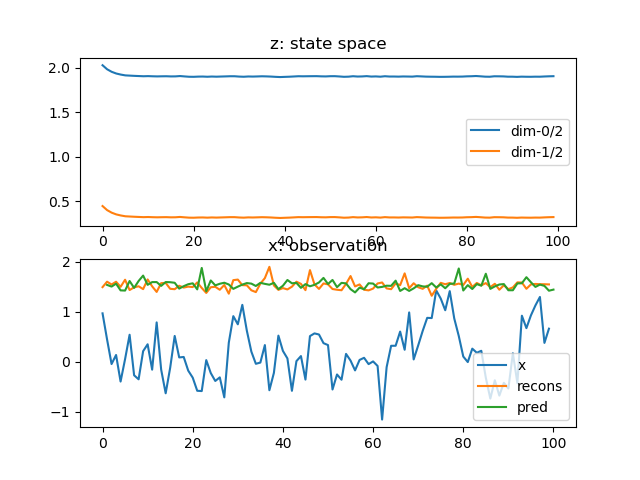 z: state space
2.0
1.5
1.0
0.5
dim-0/2
dim-1/2
0 20 40 60 80 100
x: observation
2
1
0
−1
x
recons
pred
0 20 40 60 80 100